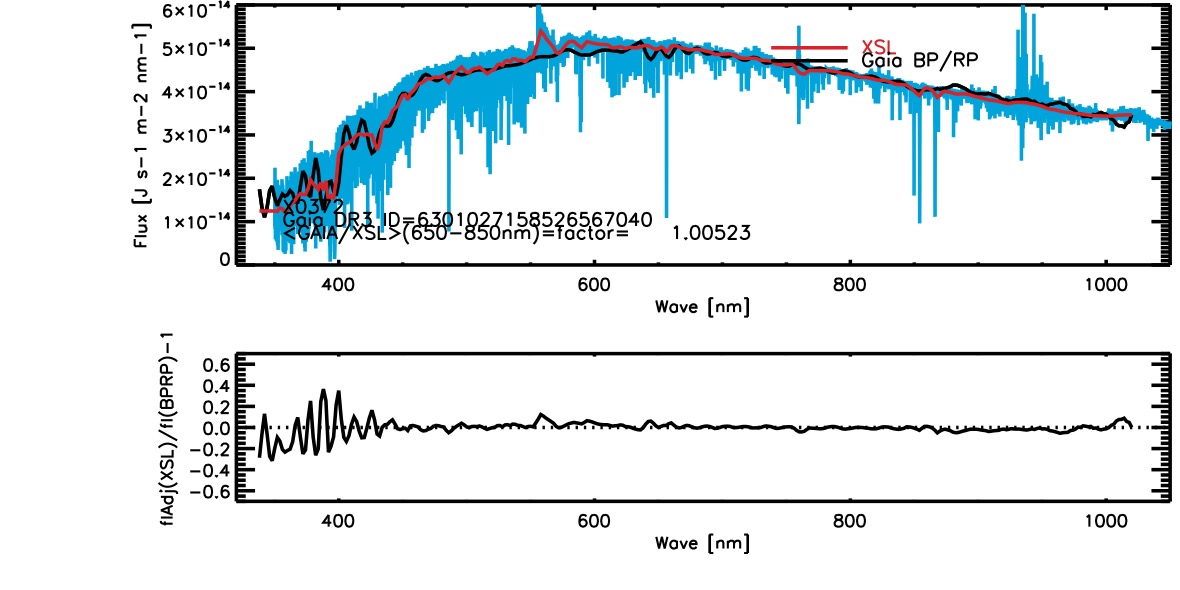 6×10⁻¹⁴
5×10⁻¹⁴
4×10⁻¹⁴
3×10⁻¹⁴
2×10⁻¹⁴
1×10⁻¹⁴
0
Flux [J s−1 m−2 nm−1]
XSL
Gaia BP/RP
X0372
Gaia DR3 ID=6301027158526567040
<GAIA/XSL>(650−850nm)=factor= 1.00523
400 600 800 1000
Wave [nm]
flAdj(XSL)/fl(BPRP)−1
0.6
0.4
0.2
0.0
−0.2
−0.4
−0.6
400 600 800 1000
Wave [nm]